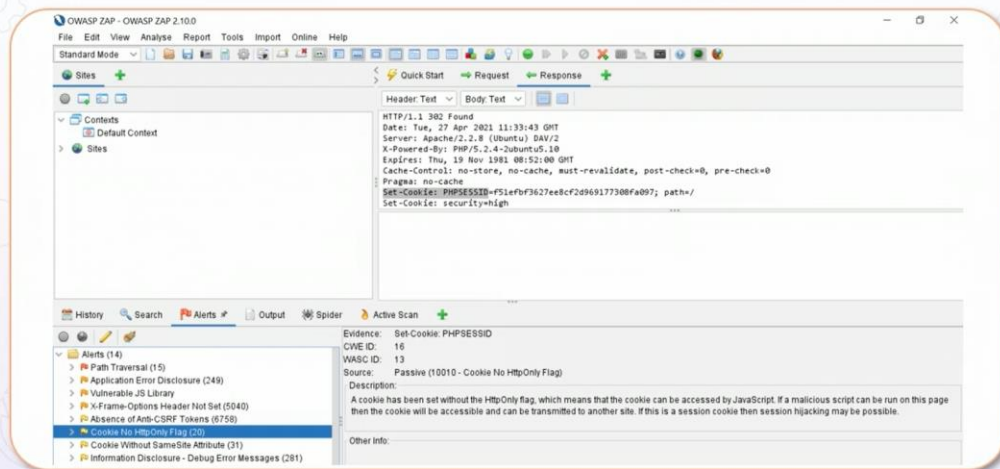 OWASP ZAP - OWASP ZAP 2.10.0
File Edit View Analyse Report Tools Import Online Help
Standard Mode
Sites
Quick Start Request Response
Header: Text Body: Text
Contexts
Default Context
Sites
HTTP/1.1 302 Found
Date: Tue, 27 Apr 2021 11:33:43 GMT
Server: Apache/2.2.8 (Ubuntu) DAV/2
X-Powered-By: PHP/5.2.4-2ubuntu5.10
Expires: Thu, 19 Nov 1981 08:52:00 GMT
Cache-Control: no-store, no-cache, must-revalidate, post-check=0, pre-check=0
Pragma: no-cache
Set-Cookie: PHPSESSID=f51efbf3627ee8cf2d969177308fa097; path=/
Set-Cookie: security=high
History Search Alerts Output Spider Active Scan
Alerts (14)
Path Traversal (15)
Application Error Disclosure (249)
Vulnerable JS Library
X-Frame-Options Header Not Set (5040)
Absence of Anti-CSRF Tokens (6758)
Cookie No HttpOnly Flag (20)
Cookie Without SameSite Attribute (31)
Information Disclosure - Debug Error Messages (281)
Evidence: Set-Cookie: PHPSESSID
CWE ID: 16
WASC ID: 13
Source: Passive (10010 - Cookie No HttpOnly Flag)
Description:
A cookie has been set without the HttpOnly flag, which means that the cookie can be accessed by JavaScript. If a malicious script can be run on this page
then the cookie will be accessible and can be transmitted to another site. If this is a session cookie then session hijacking may be possible.
Other Info: